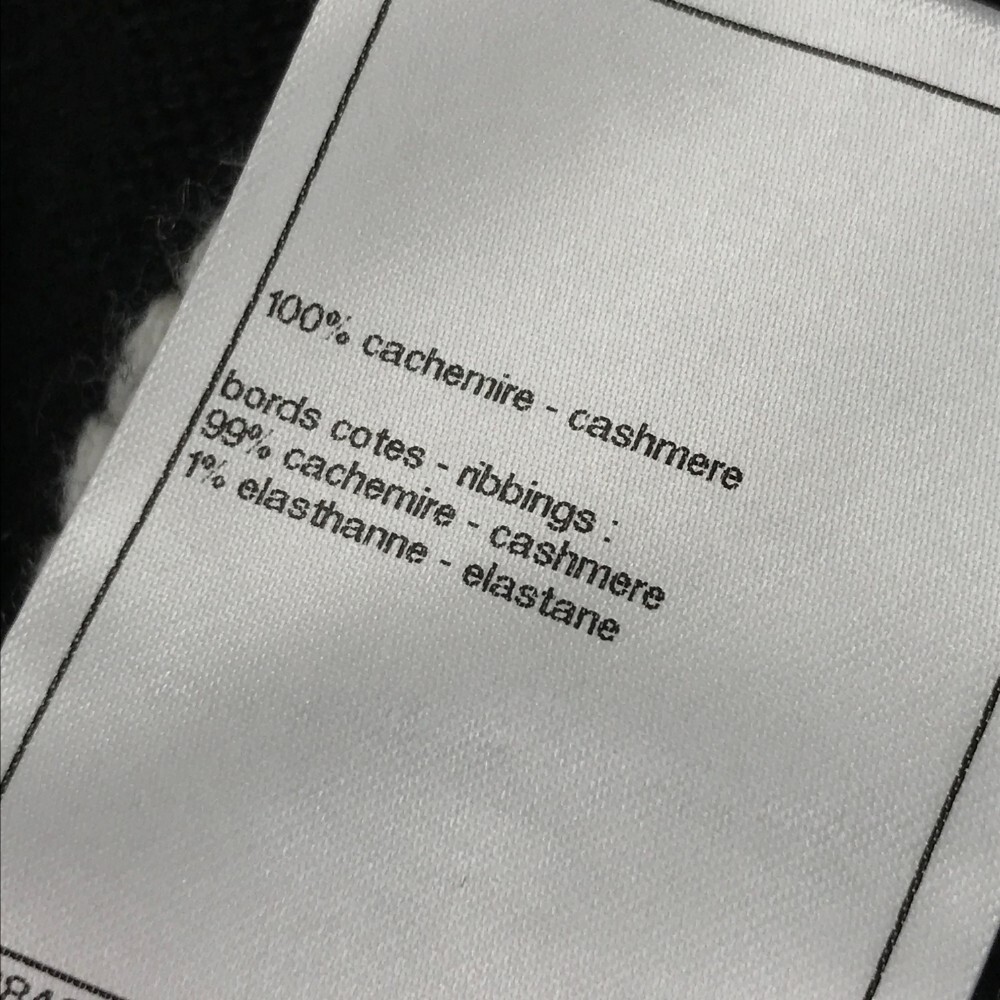 100% cachemire - cashmere
bords cotes - ribbings :
99% cachemire - cashmere
1% elasthanne - elastane